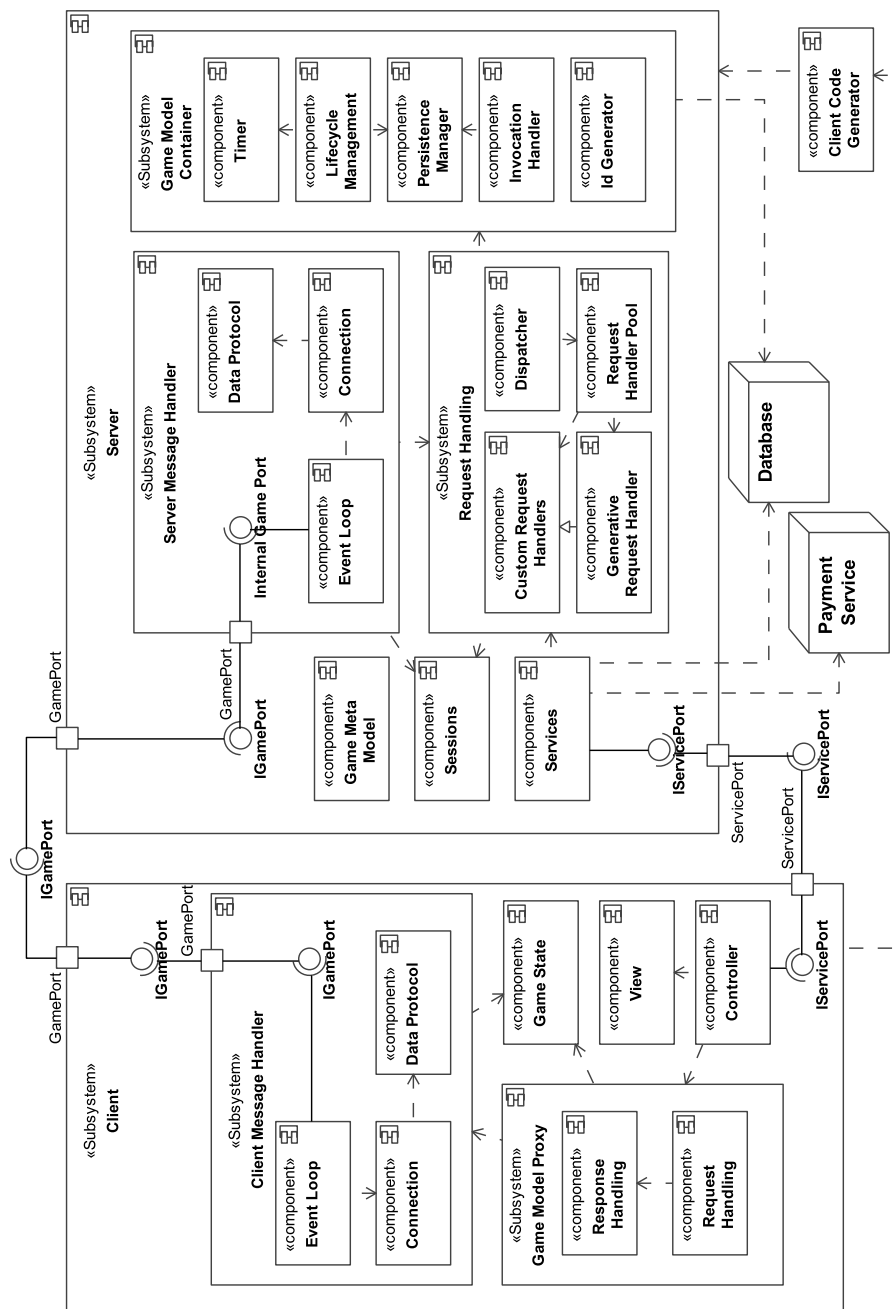 «Subsystem»
Client
«Subsystem»
Client Message Handler
«component»
Event Loop
«component»
Connection
«component»
Data Protocol
«Subsystem»
Game Model Proxy
«component»
Response
Handling
«component»
Request
Handling
«component»
Game State
«component»
View
«component»
Controller
GamePort
IGamePort
GamePort
IGamePort
IGamePort
GamePort
IServicePort
ServicePort
IServicePort
ServicePort
IServicePort
«Subsystem»
Server
«Subsystem»
Server Message Handler
GamePort
IGamePort
Internal Game Port
«component»
Event Loop
«component»
Connection
«component»
Data Protocol
«component»
Game Meta
Model
«component»
Sessions
«component»
Services
«Subsystem»
Request Handling
«component»
Custom Request
Handlers
«component»
Generative
Request Handler
«component»
Dispatcher
«component»
Request
Handler Pool
«Subsystem»
Game Model
Container
«component»
Timer
«component»
Lifecycle
Management
«component»
Persistence
Manager
«component»
Invocation
Handler
«component»
Id Generator
Payment
Service
Database
«component»
Client Code
Generator